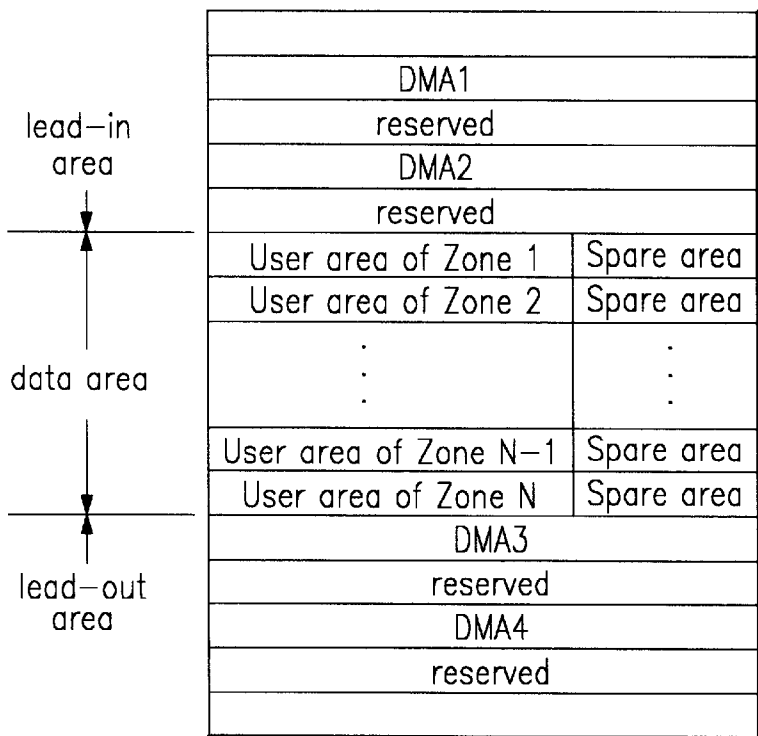 DMA1
reserved
DMA2
reserved
lead-in
area
User area of Zone 1 Spare area
User area of Zone 2 Spare area
data area
User area of Zone N-1 Spare area
User area of Zone N Spare area
lead-out
area
DMA3
reserved
DMA4
reserved